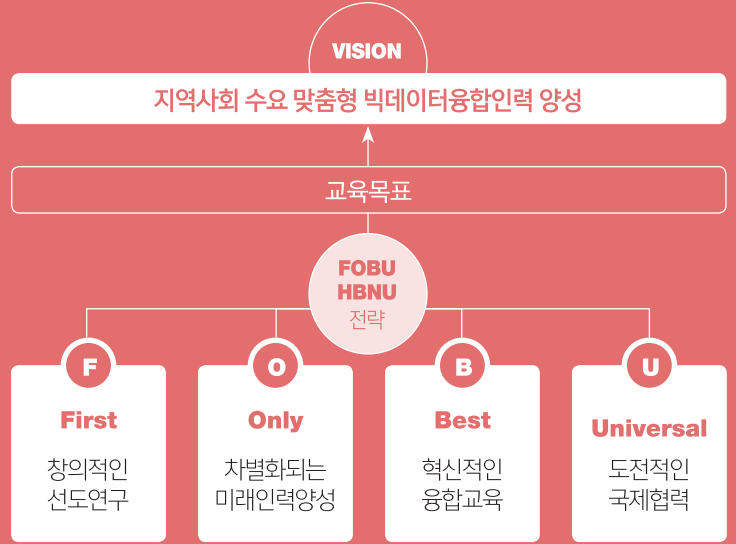 VISION
지역사회 수요 맞춤형 빅데이터융합인력 양성
교육목표
FOBU
HBNU
전략
F
First
창의적인
선도연구
O
Only
차별화되는
미래인력양성
B
Best
혁신적인
융합교육
U
Universal
도전적인
국제협력